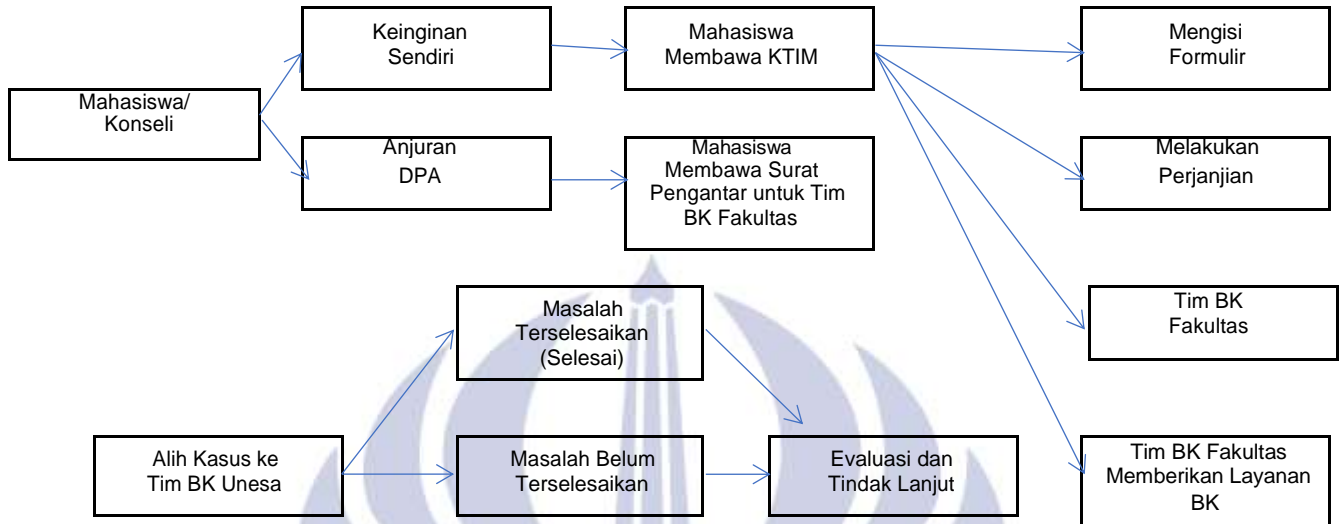 Keinginan
Sendiri
Mahasiswa
Membawa KTIM
Mengisi
Formulir
Mahasiswa/
Konseli
Anjuran
DPA
Mahasiswa
Membawa Surat
Pengantar untuk Tim
BK Fakultas
Melakukan
Perjanjian
Masalah
Terselesaikan
(Selesai)
Tim BK
Fakultas
Alih Kasus ke
Tim BK Unesa
Masalah Belum
Terselesaikan
Evaluasi dan
Tindak Lanjut
Tim BK Fakultas
Memberikan Layanan
BK